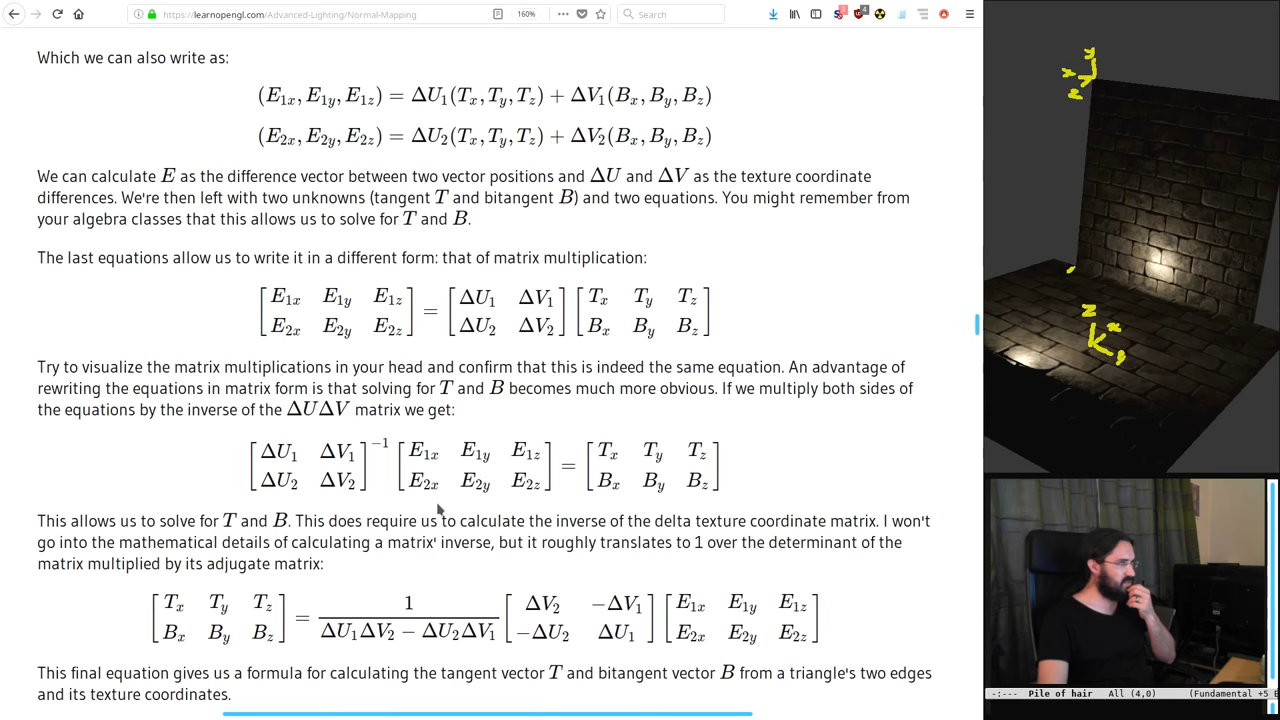 https://learnopengl.com/Advanced-Lighting/Normal-Mapping
160%
Search
3
4
Which we can also write as:
(E1x, E1y, E1z) = ΔU1(Tx, Ty, Tz) + ΔV1(Bx, By, Bz)
(E2x, E2y, E2z) = ΔU2(Tx, Ty, Tz) + ΔV2(Bx, By, Bz)
We can calculate E as the difference vector between two vector positions and ΔU and ΔV as the texture coordinate
differences. We're then left with two unknowns (tangent T and bitangent B) and two equations. You might remember from
your algebra classes that this allows us to solve for T and B.
The last equations allow us to write it in a different form: that of matrix multiplication:
[E1x E1y E1z] = [ΔU1 ΔV1] [Tx Ty Tz]
[E2x E2y E2z] [ΔU2 ΔV2] [Bx By Bz]
Try to visualize the matrix multiplications in your head and confirm that this is indeed the same equation. An advantage of
rewriting the equations in matrix form is that solving for T and B becomes much more obvious. If we multiply both sides of
the equations by the inverse of the ΔUΔV matrix we get:
[ΔU1 ΔV1]−1 [E1x E1y E1z] = [Tx Ty Tz]
[ΔU2 ΔV2] [E2x E2y E2z] [Bx By Bz]
This allows us to solve for T and B. This does require us to calculate the inverse of the delta texture coordinate matrix. I won't
go into the mathematical details of calculating a matrix' inverse, but it roughly translates to 1 over the determinant of the
matrix multiplied by its adjugate matrix:
[Tx Ty Tz] = 1 [ΔV2 −ΔV1] [E1x E1y E1z]
[Bx By Bz] ΔU1ΔV2 − ΔU2ΔV1 [−ΔU2 ΔU1] [E2x E2y E2z]
This final equation gives us a formula for calculating the tangent vector T and bitangent vector B from a triangle's two edges
and its texture coordinates.
y
x
z
z
x
-:--- Pile of hair All (4,0) (Fundamental +5